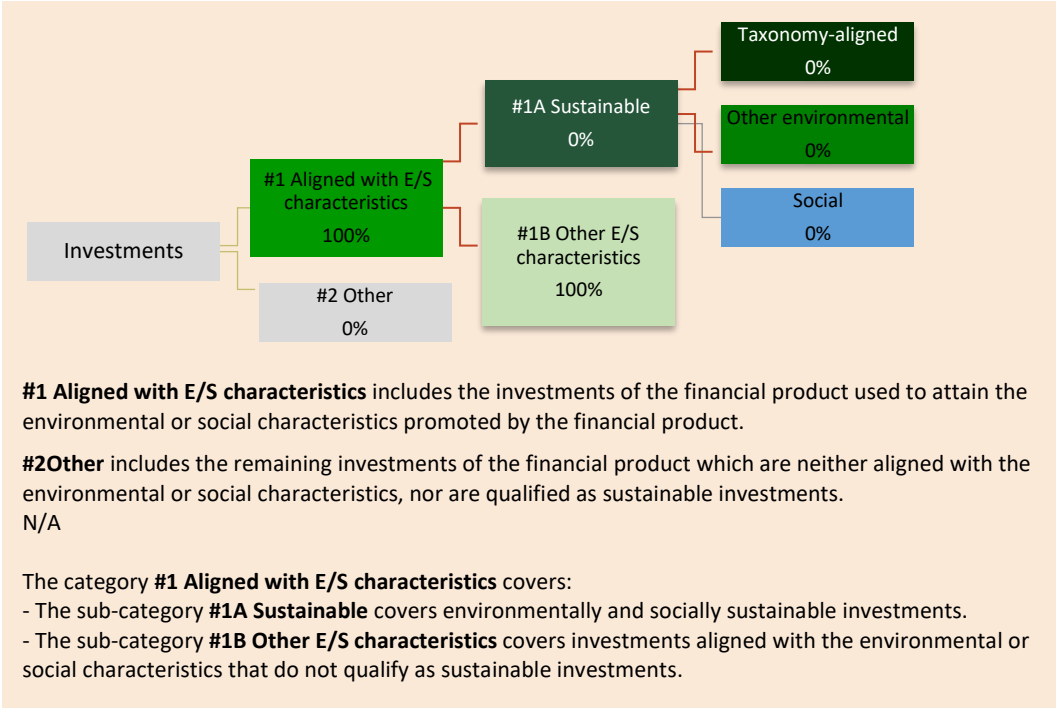 Taxonomy-aligned
0%
#1A Sustainable
0%
Other environmental
0%
#1 Aligned with E/S
characteristics
100%
Social
0%
Investments
#1B Other E/S
characteristics
100%
#2 Other
0%
#1 Aligned with E/S characteristics includes the investments of the financial product used to attain the
environmental or social characteristics promoted by the financial product.
#2Other includes the remaining investments of the financial product which are neither aligned with the
environmental or social characteristics, nor are qualified as sustainable investments.
N/A
The category #1 Aligned with E/S characteristics covers:
- The sub-category #1A Sustainable covers environmentally and socially sustainable investments.
- The sub-category #1B Other E/S characteristics covers investments aligned with the environmental or
social characteristics that do not qualify as sustainable investments.